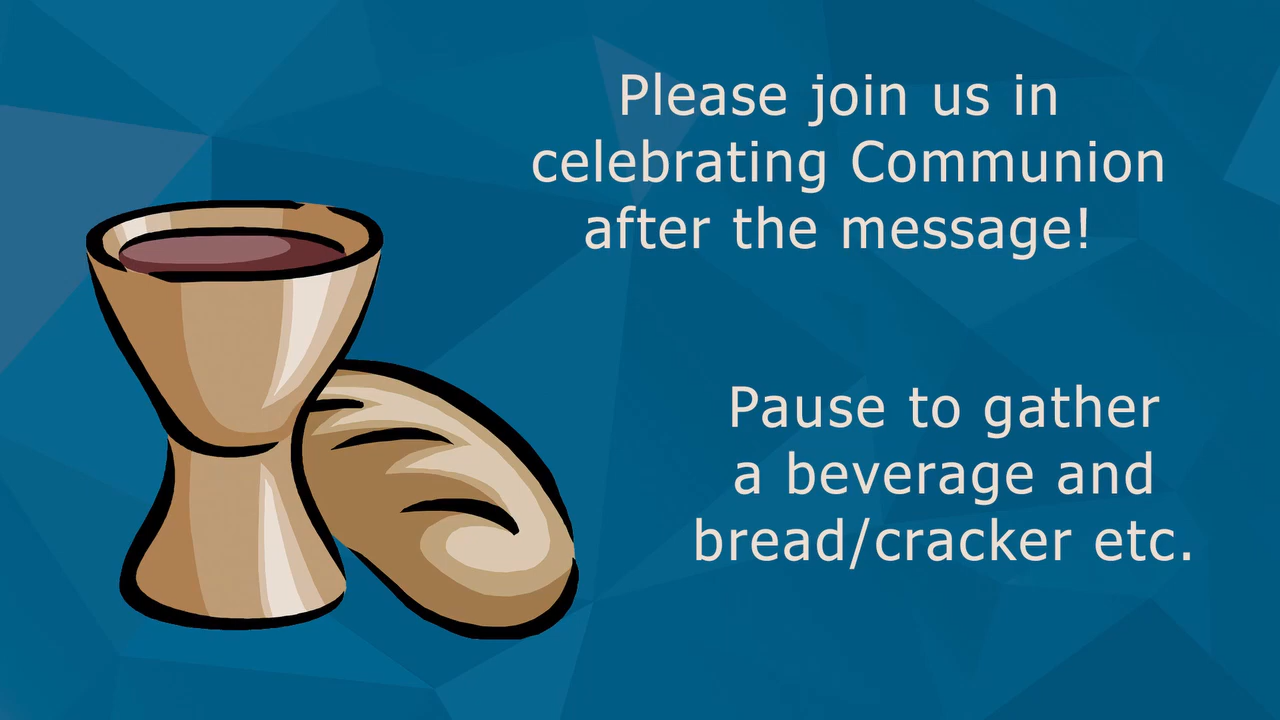 Please join us in
celebrating Communion
after the message!
Pause to gather
a beverage and
bread/cracker etc.